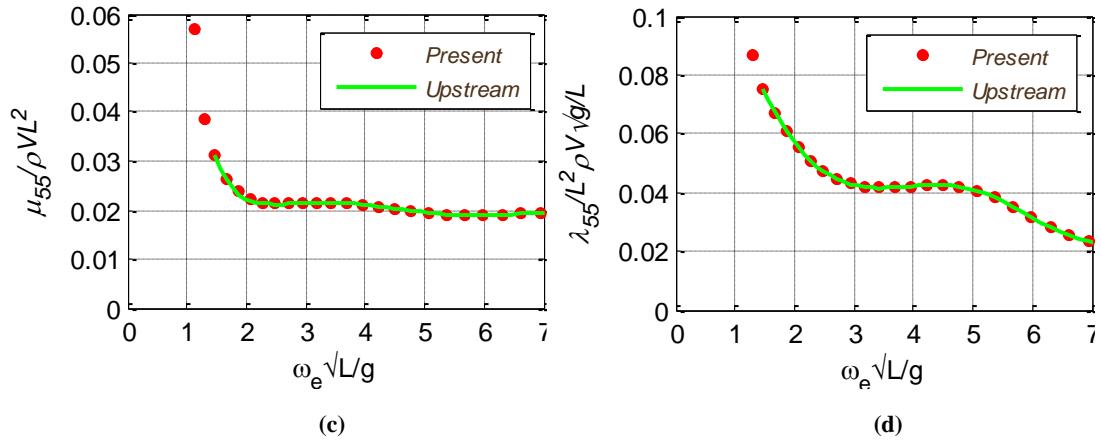 0.06
0.05
0.04
0.03
0.02
0.01
0
0 1 2 3 4 5 6 7
μ₅₅/ρVL²
ωₑ√L/g
Present
Upstream
(c)
0.1
0.08
0.06
0.04
0.02
0
0 1 2 3 4 5 6 7
λ₅₅/L²ρV√g/L
ωₑ√L/g
Present
Upstream
(d)